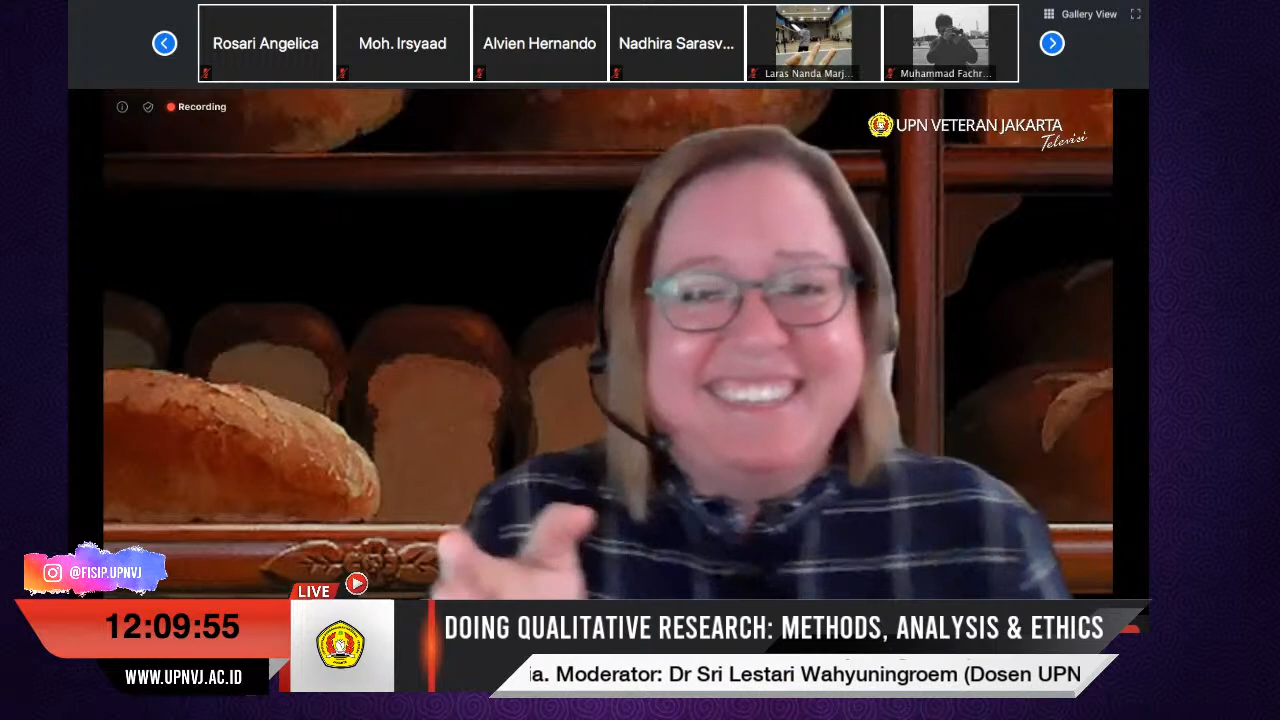 Gallery View
Rosari Angelica
Moh. Irsyaad
Alvien Hernando
Nadhira Sarasv...
Laras Nanda Marj...
Muhammad Fachr...
Recording
UPN VETERAN JAKARTA
Televisi
@FISIP.UPNVJ
LIVE
12:09:55
DOING QUALITATIVE RESEARCH: METHODS, ANALYSIS & ETHICS
WWW.UPNVJ.AC.ID
ia. Moderator: Dr Sri Lestari Wahyuningroem (Dosen UPN